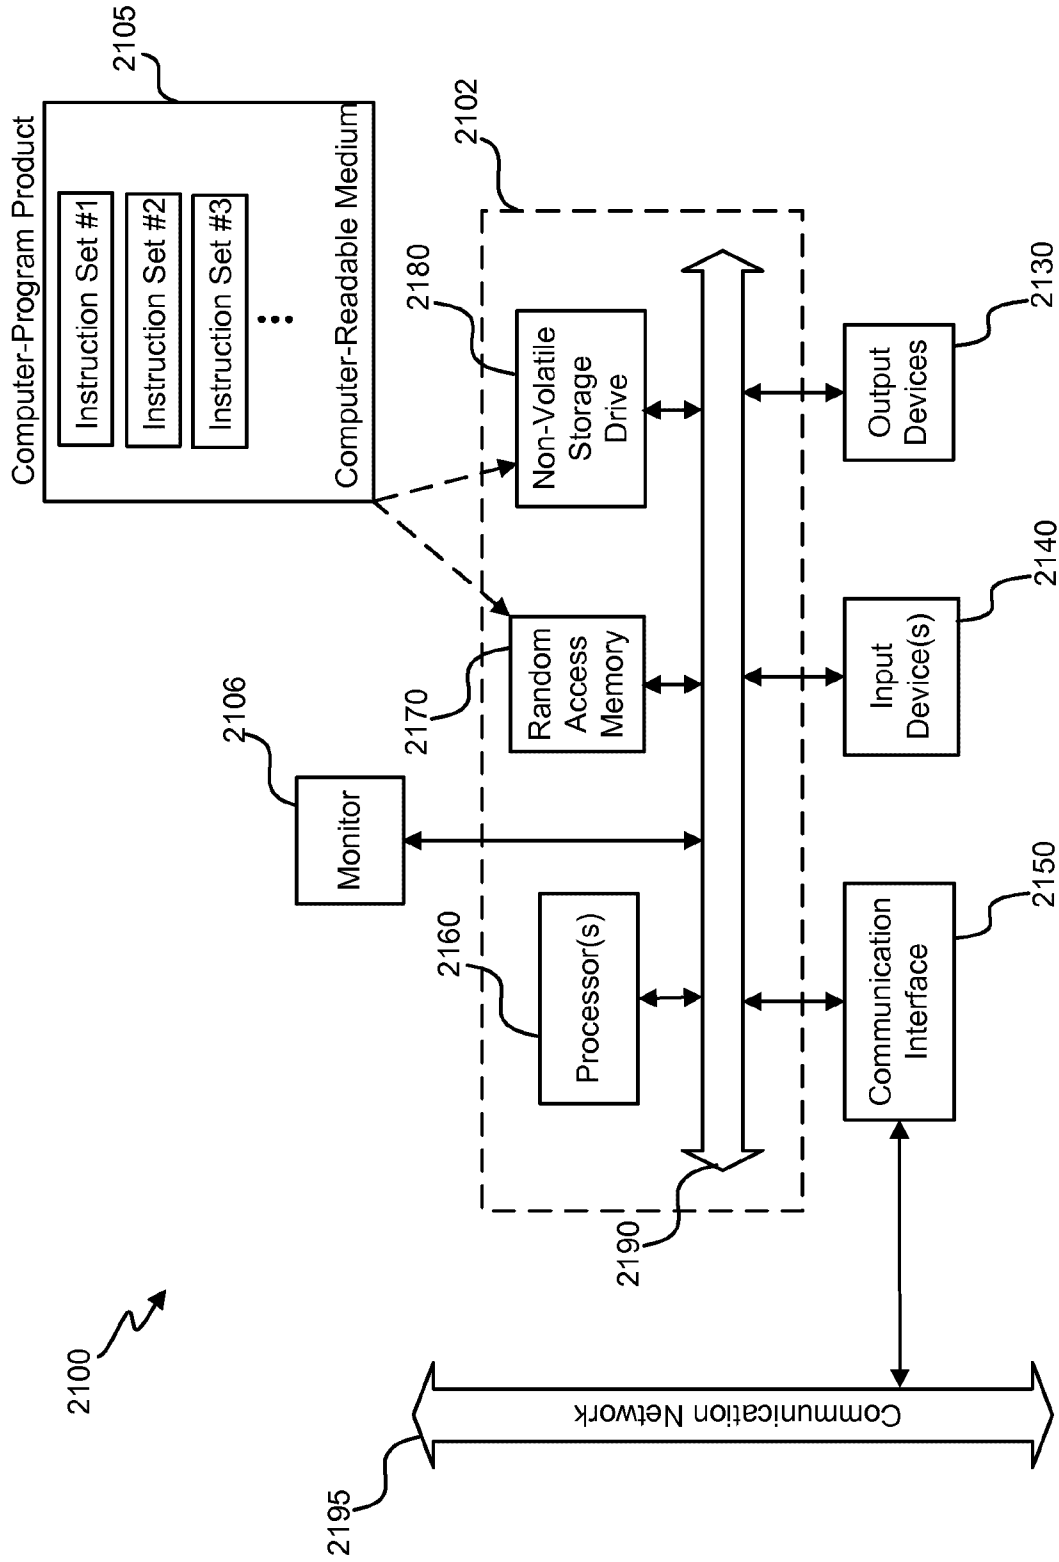 2100
Computer-Program Product
Instruction Set #1
Instruction Set #2
Instruction Set #3
Computer-Readable Medium
2105
2106
Monitor
2102
2160
Processor(s)
2170
Random
Access
Memory
2180
Non-Volatile
Storage
Drive
2190
2195
Communication Network
Communication
Interface
2150
Input
Device(s)
2140
Output
Devices
2130